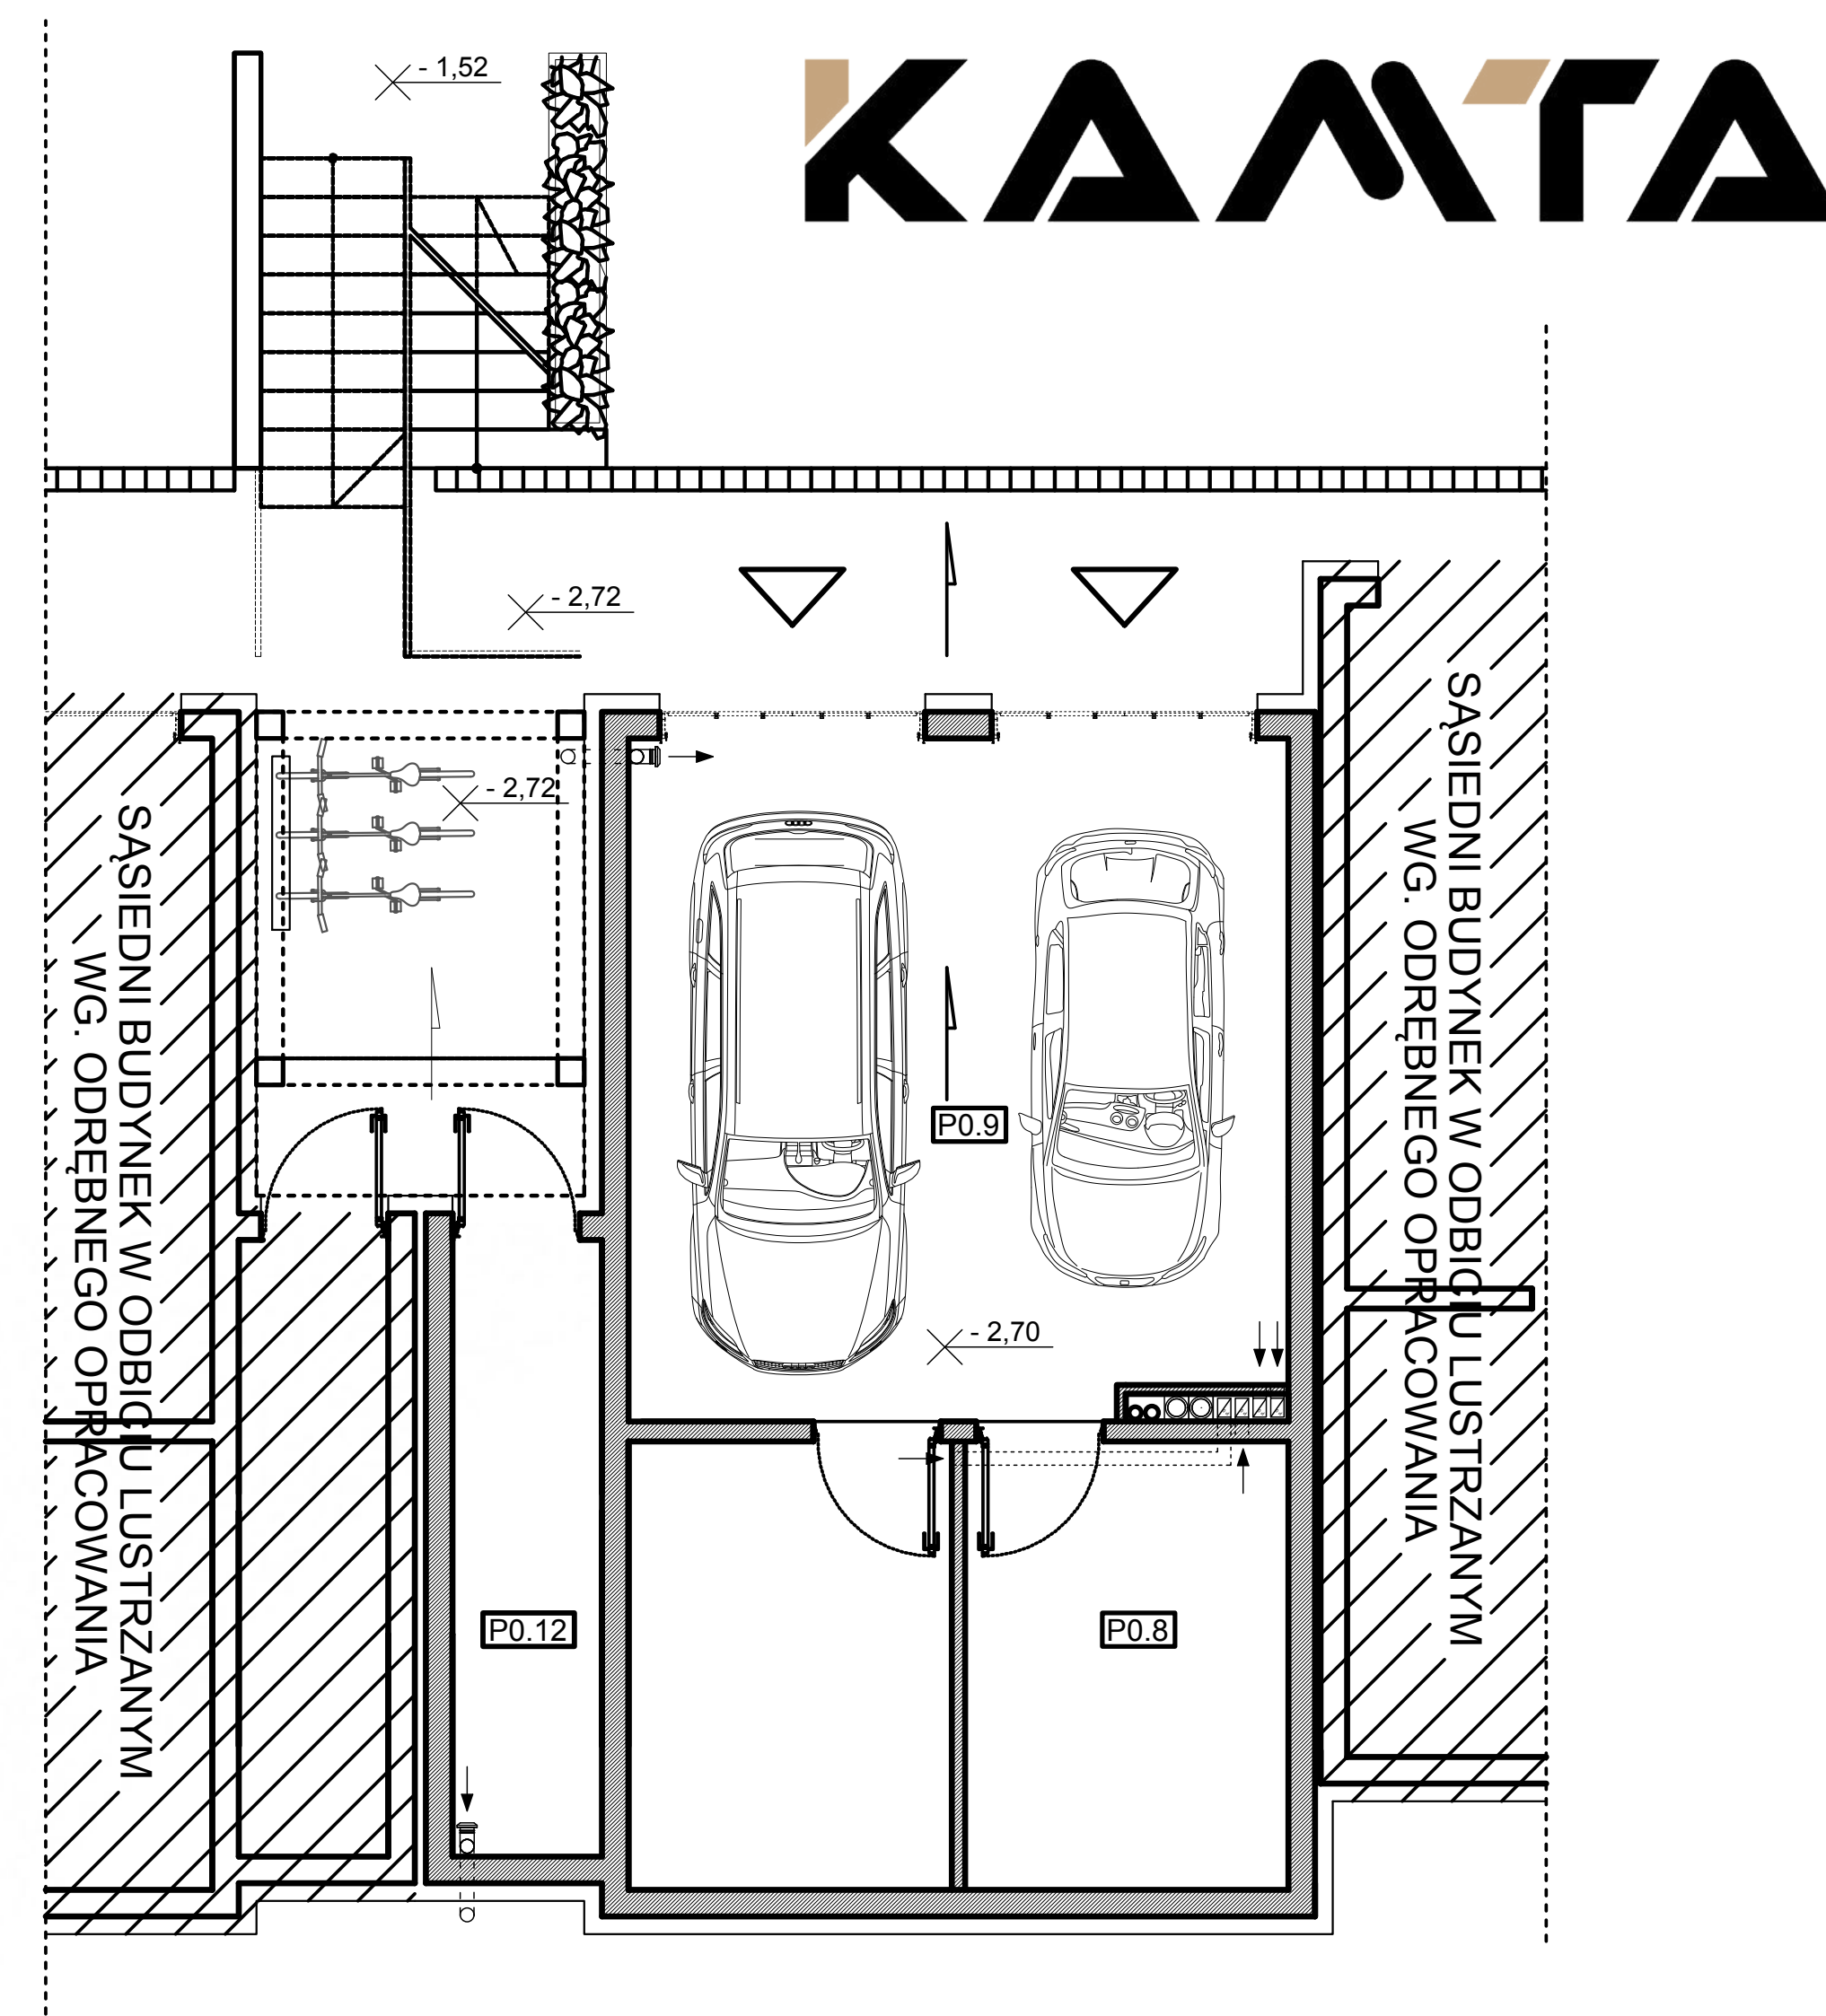 - 1,52
KAMTA
- 2,72
- 2,72
SĄSIEDNI BUDYNEK W ODBICIU LUSTRZANYM
WG. ODRĘBNEGO OPRACOWANIA
SĄSIEDNI BUDYNEK W ODBICIU LUSTRZANYM
WG. ODRĘBNEGO OPRACOWANIA
P0.9
- 2,70
P0.12
P0.8